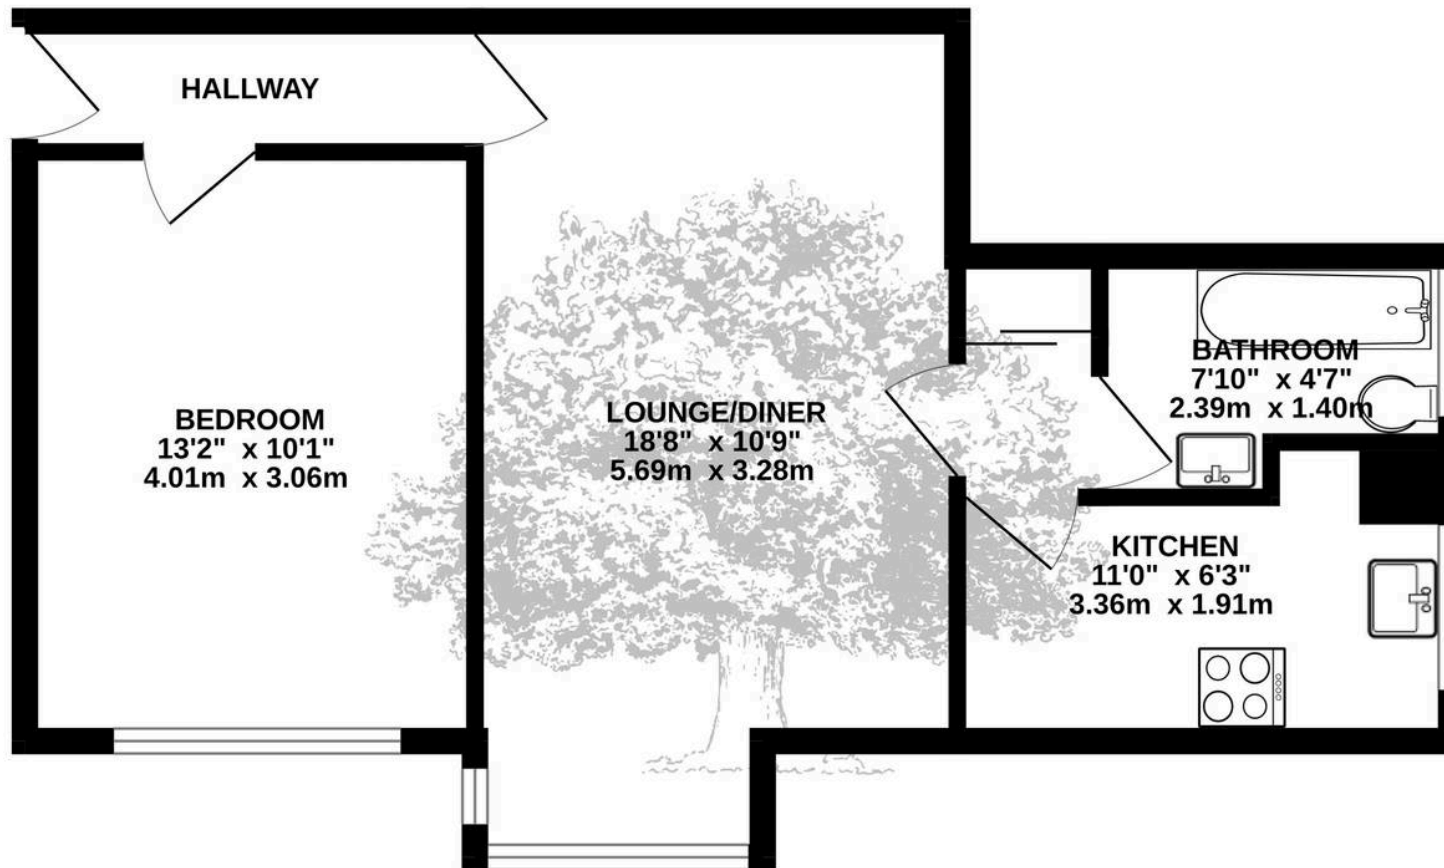 HALLWAY
BEDROOM
13'2" x 10'1"
4.01m x 3.06m
LOUNGE/DINER
18'8" x 10'9"
5.69m x 3.28m
BATHROOM
7'10" x 4'7"
2.39m x 1.40m
KITCHEN
11'0" x 6'3"
3.36m x 1.91m